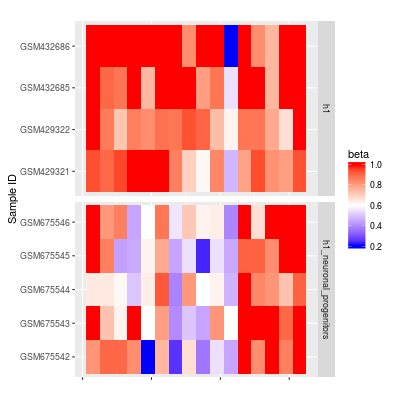 Sample ID
GSM432686
GSM432685
GSM429322
GSM429321
h1
GSM675546
GSM675545
GSM675544
GSM675543
GSM675542
h1_neuronal_progenitors
beta
1.0
0.8
0.6
0.4
0.2